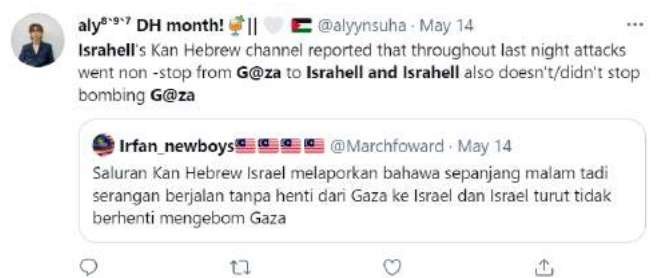 aly⁸ˋ⁹ˋ⁷ DH month!🍹|| 🤍 🇵🇸 @alyynsuha · May 14
Israhell's Kan Hebrew channel reported that throughout last night attacks
went non -stop from G@za to Israhell and Israhell also doesn't/didn't stop
bombing G@za
Irfan_newboys🇲🇾🇲🇾🇲🇾🇲🇾 @Marchfoward · May 14
Saluran Kan Hebrew Israel melaporkan bahawa sepanjang malam tadi
serangan berjalan tanpa henti dari Gaza ke Israel dan Israel turut tidak
berhenti mengebom Gaza